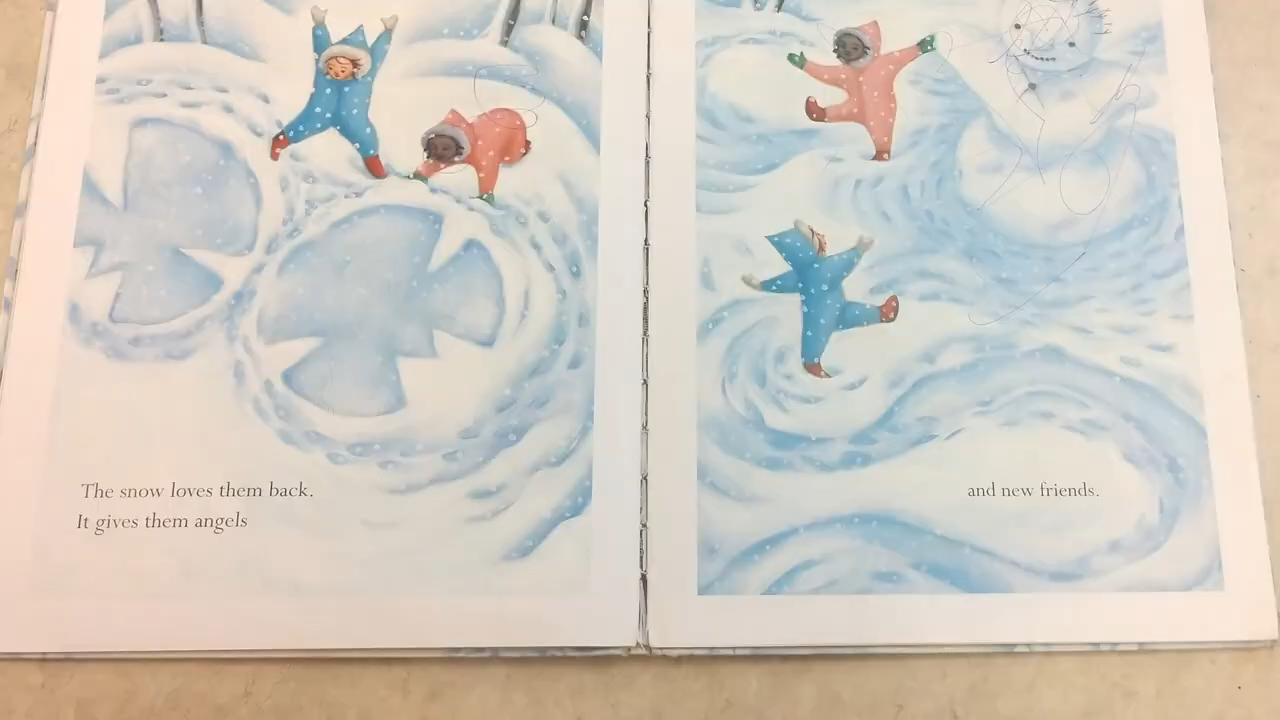 The snow loves them back.
It gives them angels
and new friends.